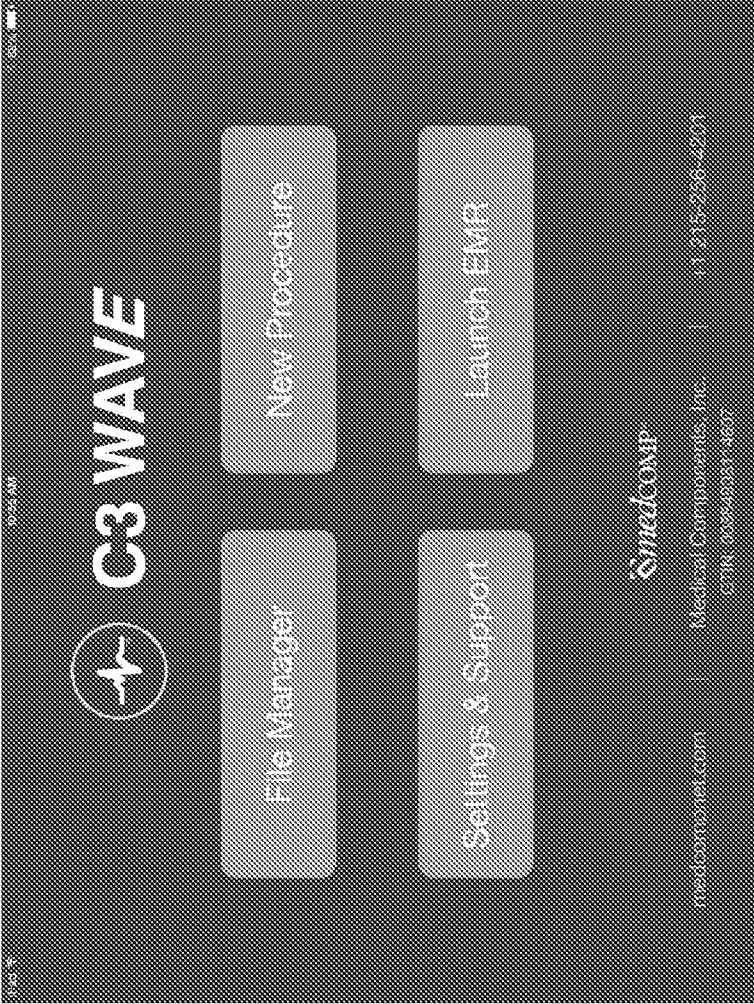 iPad
10:53 AM
C3 WAVE
File Manager
New Procedure
Settings & Support
Launch EMR
medCOMP®
medcompnet.com | Medical Components, Inc. | +1 215-256-4201